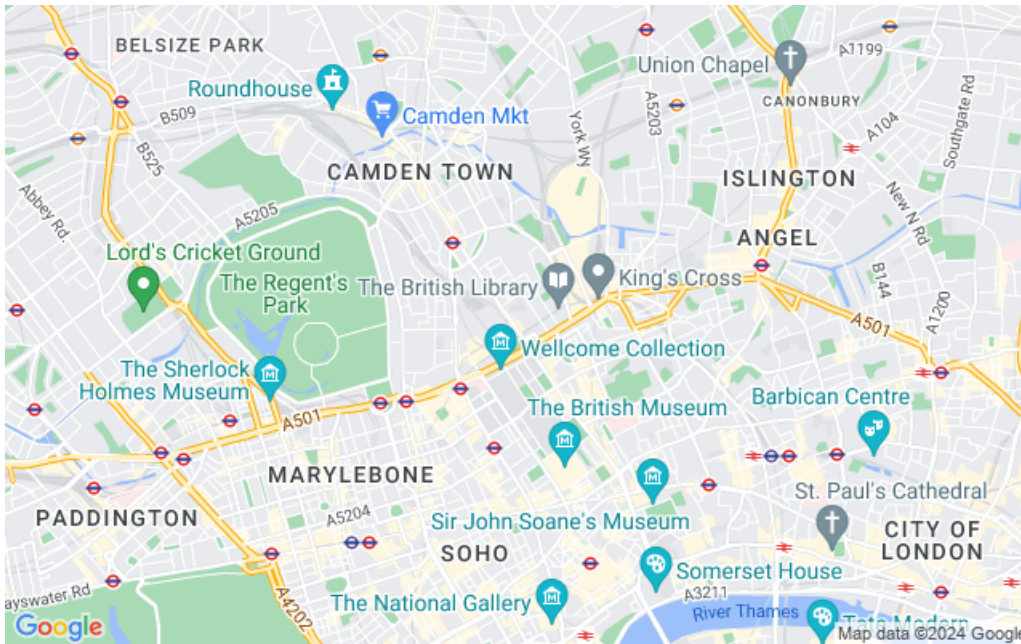 BELSIZE PARK
A1199
Union Chapel
Roundhouse
CANONBURY
Camden Mkt
B509
A5203
York Wy
A104
Southgate Rd
B525
CAMDEN TOWN
ISLINGTON
Abbey Rd.
A5205
New N Rd
ANGEL
Lord's Cricket Ground
The Regent's
Park
The British Library
King's Cross
B144
A1200
A501
Wellcome Collection
The Sherlock
Holmes Museum
A501
The British Museum
Barbican Centre
MARYLEBONE
St. Paul's Cathedral
PADDINGTON
A5204
Sir John Soane's Museum
CITY OF
LONDON
SOHO
Somerset House
ayswater Rd
A4202
The National Gallery
A3211
River Thames
Tate Modern
Google
Map data ©2024 Google